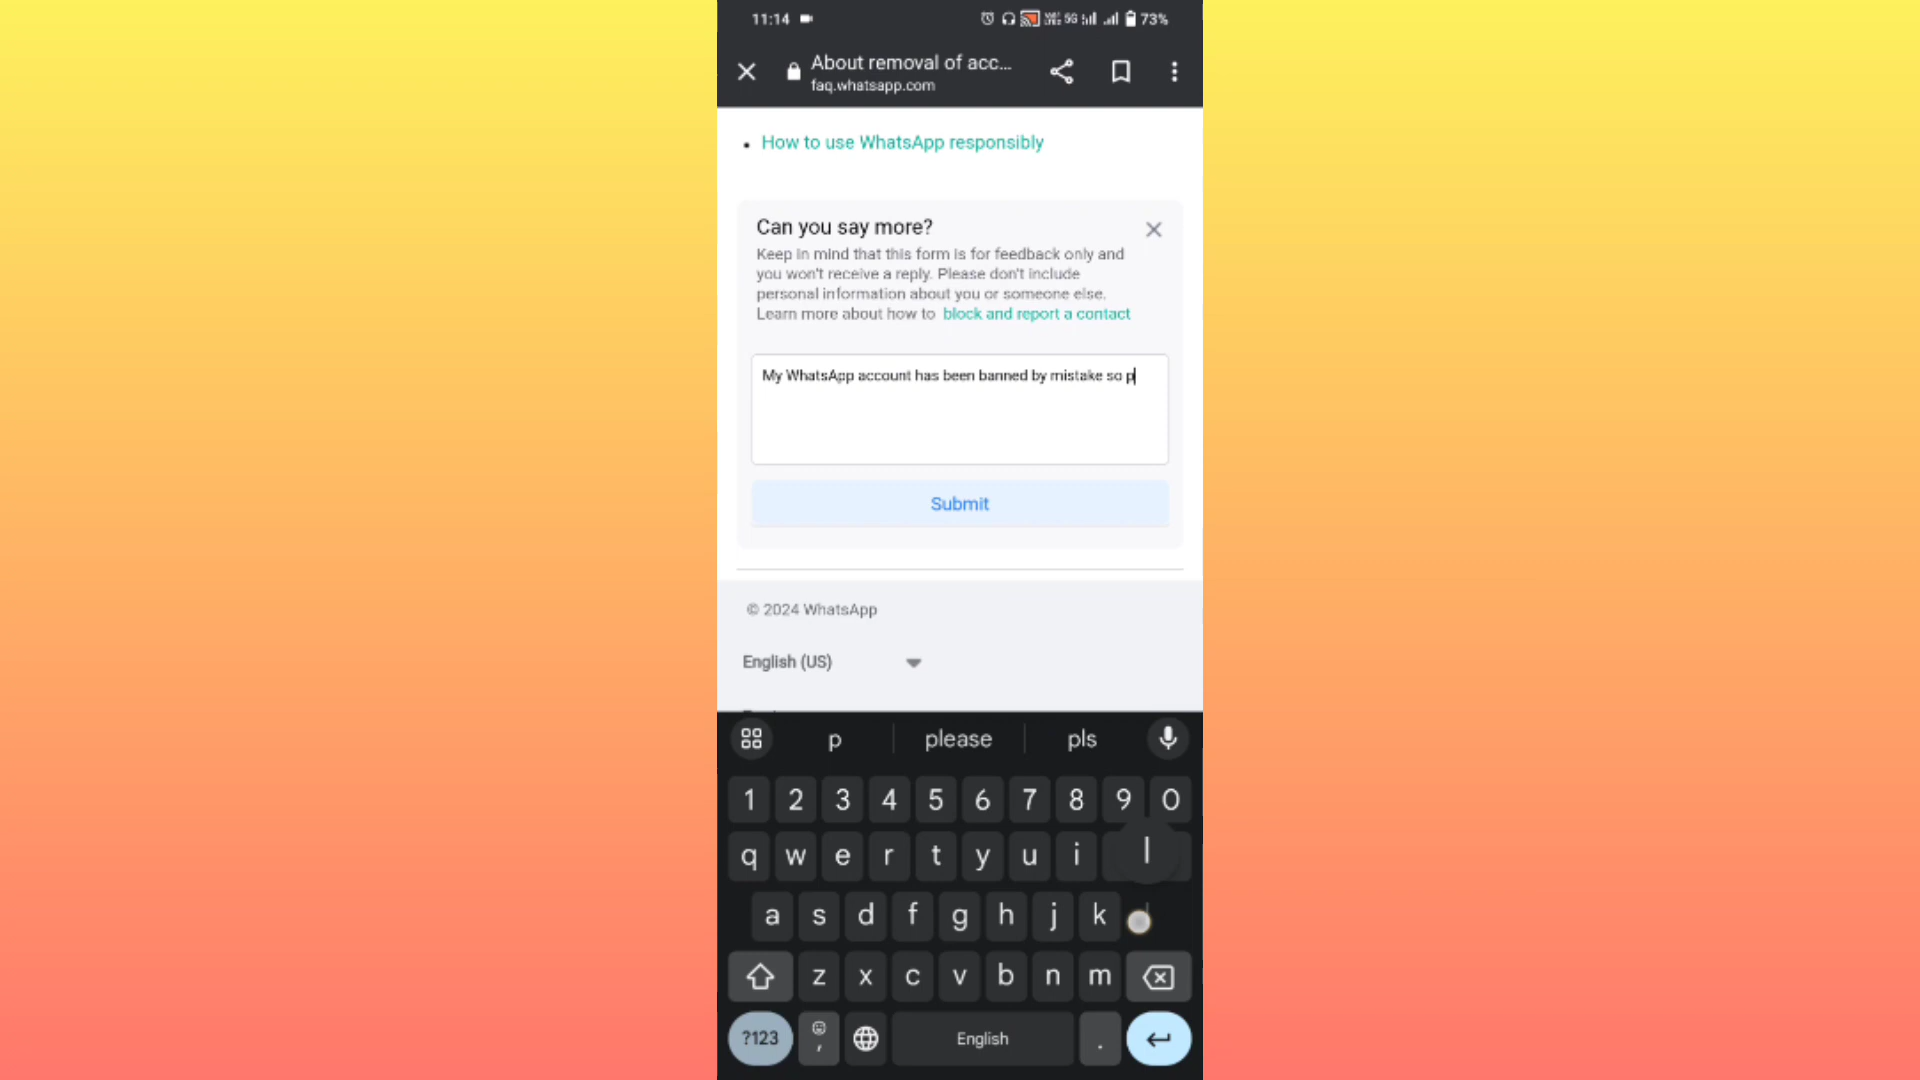 11:14 5G 73%
About removal of acc...
faq.whatsapp.com
• How to use WhatsApp responsibly
Can you say more?
Keep in mind that this form is for feedback only and
you won't receive a reply. Please don't include
personal information about you or someone else.
Learn more about how to block and report a contact
My WhatsApp account has been banned by mistake so p
Submit
© 2024 WhatsApp
English (US)
p please pls
1 2 3 4 5 6 7 8 9 0
q w e r t y u i l
a s d f g h j k
z x c v b n m
?123 , English .